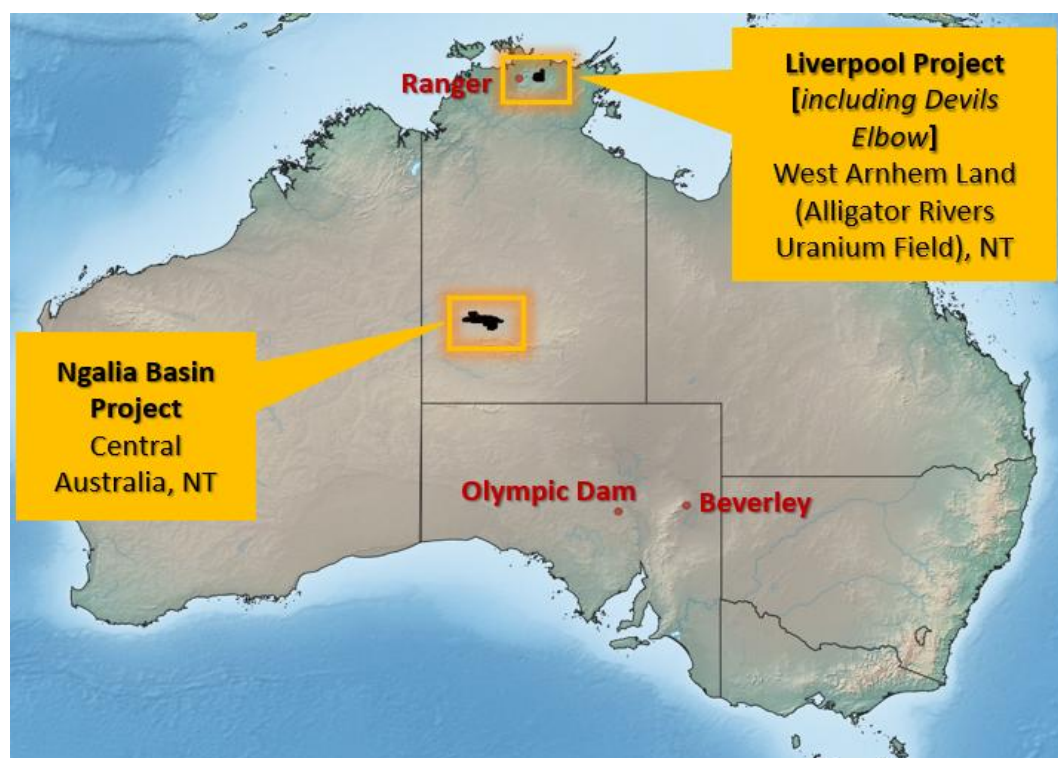 Ranger
Liverpool Project
[including Devils
Elbow]
West Arnhem Land
(Alligator Rivers
Uranium Field), NT
Ngalia Basin
Project
Central
Australia, NT
Olympic Dam
Beverley